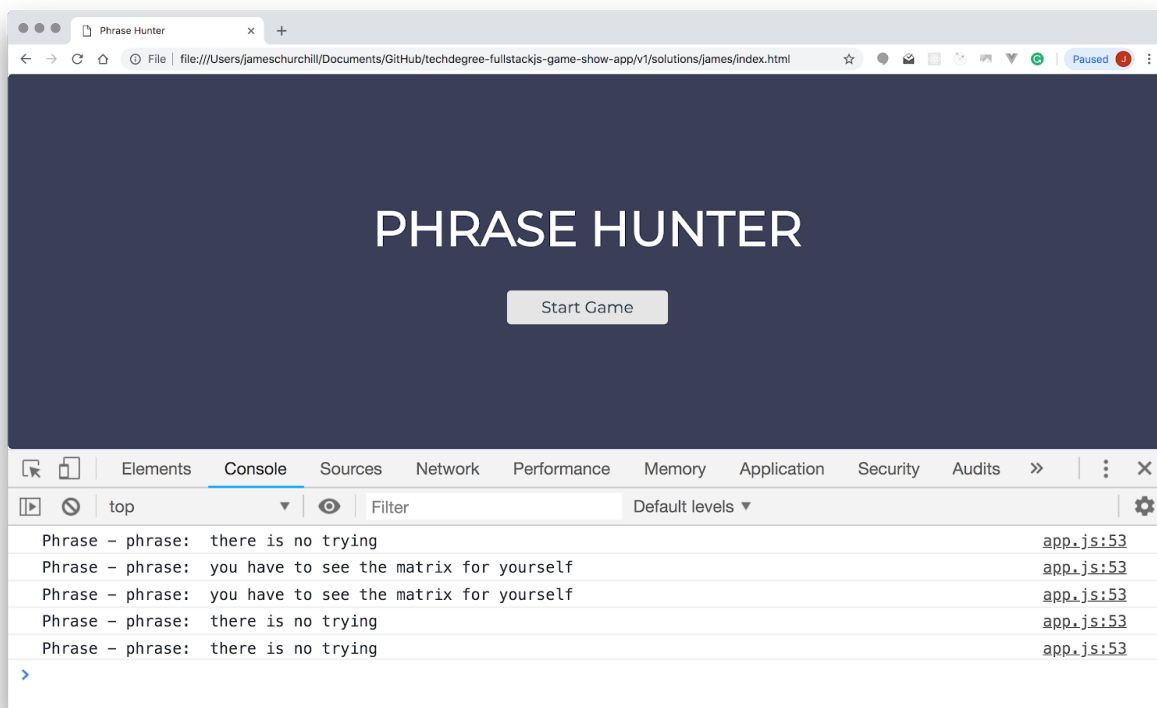 Phrase Hunter
File file:///Users/jameschurchill/Documents/GitHub/techdegree-fullstackjs-game-show-app/v1/solutions/james/index.html Paused J
PHRASE HUNTER
Start Game
Elements Console Sources Network Performance Memory Application Security Audits
top Filter Default levels
Phrase – phrase: there is no trying app.js:53
Phrase – phrase: you have to see the matrix for yourself app.js:53
Phrase – phrase: you have to see the matrix for yourself app.js:53
Phrase – phrase: there is no trying app.js:53
Phrase – phrase: there is no trying app.js:53